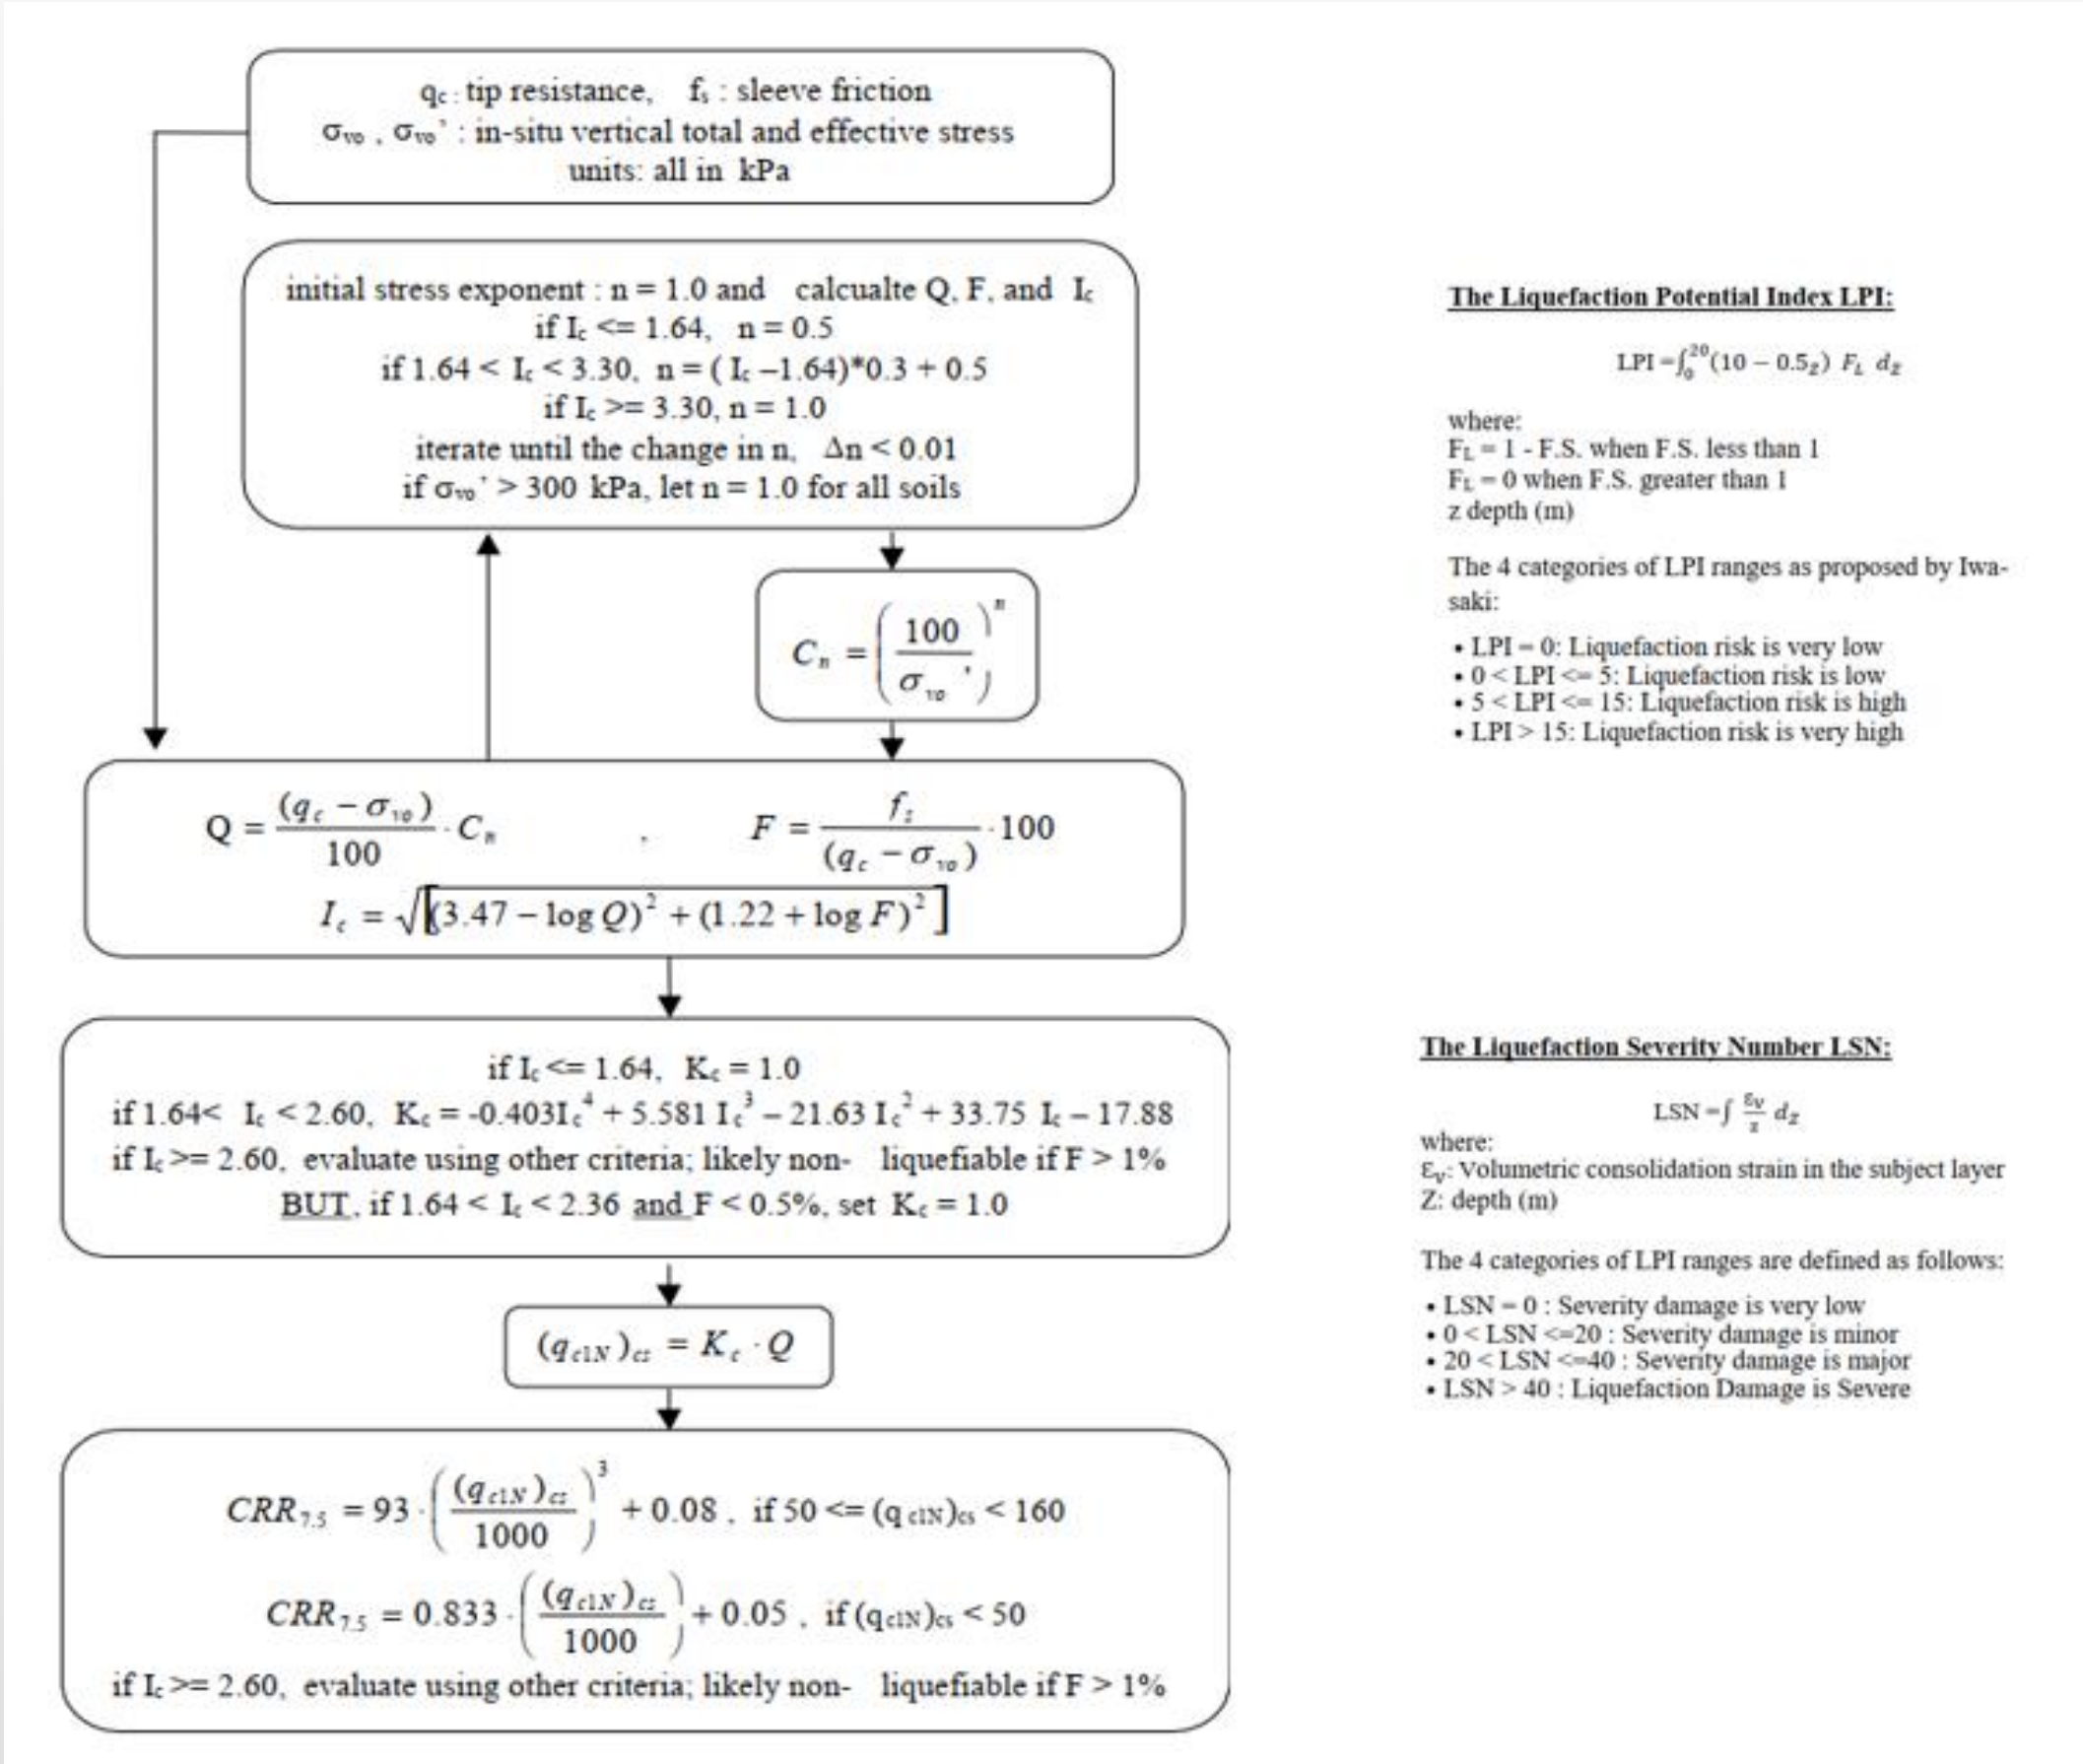 qc : tip resistance, fs : sleeve friction
σvo , σvo' : in-situ vertical total and effective stress
units: all in kPa
initial stress exponent : n = 1.0 and calcualte Q, F, and Ic
if Ic <= 1.64, n = 0.5
if 1.64 < Ic < 3.30, n = ( Ic –1.64)*0.3 + 0.5
if Ic >= 3.30, n = 1.0
iterate until the change in n, Δn < 0.01
if σvo' > 300 kPa, let n = 1.0 for all soils
Cn = (100 / σvo')^n
Q = (qc − σvo) / 100 · Cn , F = fs / (qc − σvo) · 100
Ic = √[(3.47 − log Q)² + (1.22 + log F)²]
if Ic <= 1.64, Kc = 1.0
if 1.64< Ic < 2.60, Kc = -0.403Ic⁴ + 5.581 Ic³ – 21.63 Ic² + 33.75 Ic – 17.88
if Ic >= 2.60, evaluate using other criteria; likely non- liquefiable if F > 1%
BUT, if 1.64 < Ic < 2.36 and F < 0.5%, set Kc = 1.0
(qc1N)cs = Kc · Q
CRR7.5 = 93 · ((qc1N)cs / 1000)³ + 0.08 , if 50 <= (qc1N)cs < 160
CRR7.5 = 0.833 · ((qc1N)cs / 1000) + 0.05 , if (qc1N)cs < 50
if Ic >= 2.60, evaluate using other criteria; likely non- liquefiable if F > 1%
The Liquefaction Potential Index LPI:
LPI =∫₀²⁰(10 − 0.5z) FL dz
where:
FL = 1 - F.S. when F.S. less than 1
FL = 0 when F.S. greater than 1
z depth (m)
The 4 categories of LPI ranges as proposed by Iwa-
saki:
• LPI = 0: Liquefaction risk is very low
• 0 < LPI <= 5: Liquefaction risk is low
• 5 < LPI <= 15: Liquefaction risk is high
• LPI > 15: Liquefaction risk is very high
The Liquefaction Severity Number LSN:
LSN =∫ εv/z dz
where:
εv: Volumetric consolidation strain in the subject layer
Z: depth (m)
The 4 categories of LPI ranges are defined as follows:
• LSN = 0 : Severity damage is very low
• 0 < LSN <=20 : Severity damage is minor
• 20 < LSN <=40 : Severity damage is major
• LSN > 40 : Liquefaction Damage is Severe